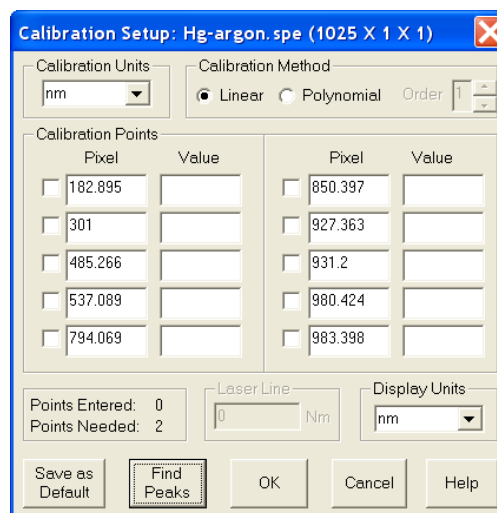 Calibration Setup: Hg-argon.spe (1025 X 1 X 1)
Calibration Units
nm
Calibration Method
Linear Polynomial Order 1
Calibration Points
Pixel Value Pixel Value
182.895 850.397
301 927.363
485.266 931.2
537.089 980.424
794.069 983.398
Points Entered: 0
Points Needed: 2
Laser Line
0 Nm
Display Units
nm
Save as
Default
Find
Peaks
OK
Cancel
Help